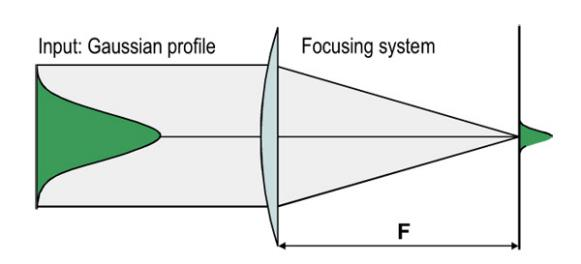 Input: Gaussian profile
Focusing system
F